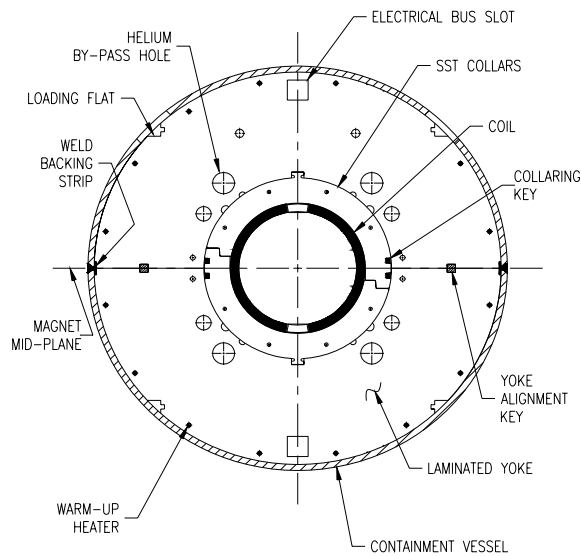 ELECTRICAL BUS SLOT
HELIUM
BY-PASS HOLE
SST COLLARS
LOADING FLAT
COIL
WELD
BACKING
STRIP
COLLARING
KEY
MAGNET
MID-PLANE
YOKE
ALIGNMENT
KEY
LAMINATED YOKE
WARM-UP
HEATER
CONTAINMENT VESSEL